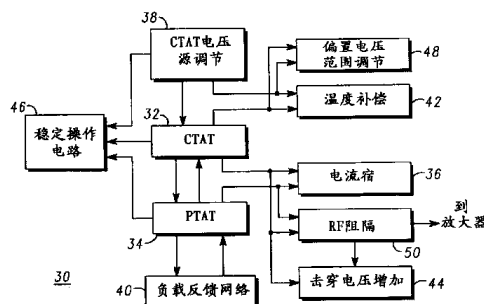 38
CTAT电压
源调节
偏置电压
范围调节
48
46
稳定操作
电路
32
CTAT
温度补偿
42
电流宿
36
PTAT
34
RF阻隔
50
到
放大器
30
40
负载反馈网络
击穿电压增加
44